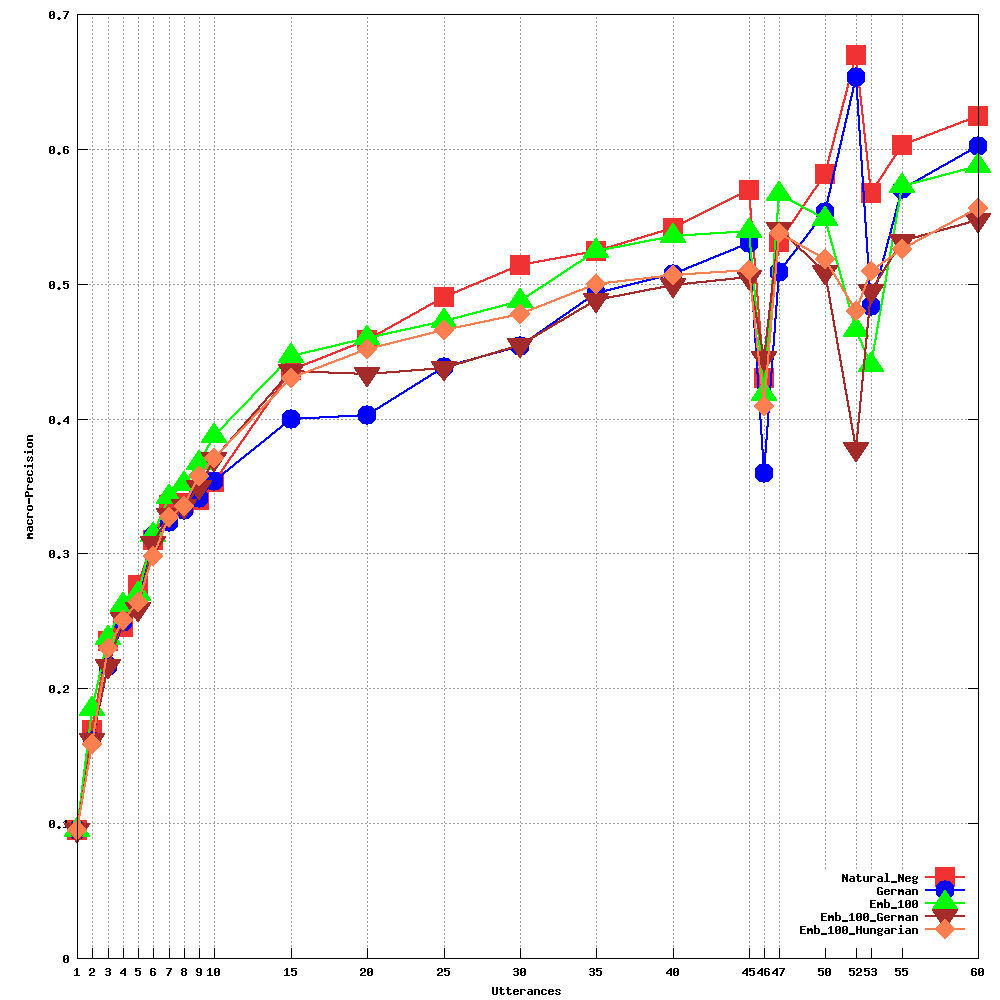 0.7
0.6
0.5
0.4
0.3
0.2
0.1
0
macro-Precision
1 2 3 4 5 6 7 8 9 10 15 20 25 30 35 40 45 46 47 50 52 53 55 60
Utterances
Natural_Neg
German
Emb_100
Emb_100_German
Emb_100_Hungarian